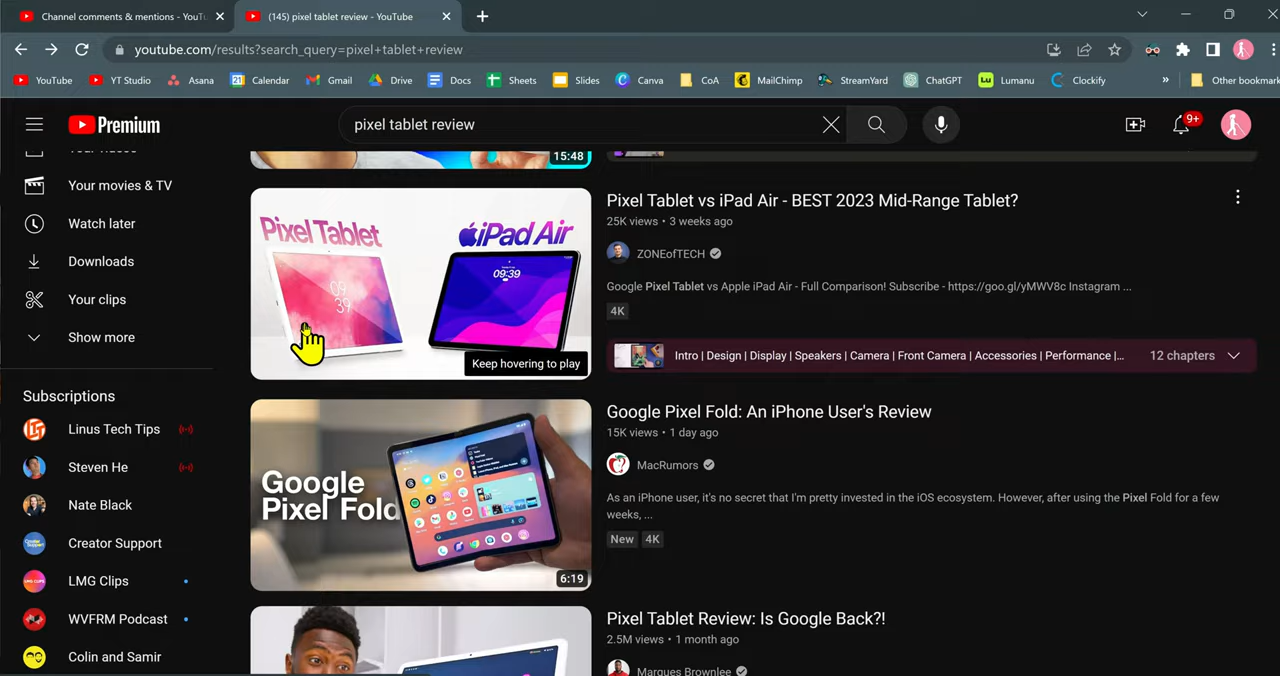 Channel comments & mentions - YouTu
(145) pixel tablet review - YouTube
youtube.com/results?search_query=pixel+tablet+review
YouTube
YT Studio
Asana
Calendar
Gmail
Drive
Docs
Sheets
Slides
Canva
CoA
MailChimp
StreamYard
ChatGPT
Lu Lumanu
Clockify
»
Other bookmark
Premium
pixel tablet review
9+
Your videos
Your movies & TV
Watch later
Downloads
Your clips
Show more
Subscriptions
Linus Tech Tips
Steven He
Nate Black
Creator Support
LMG Clips
WVFRM Podcast
Colin and Samir
15:48
Pixel Tablet
iPad Air
09
39
09:39
Keep hovering to play
Pixel Tablet vs iPad Air - BEST 2023 Mid-Range Tablet?
25K views • 3 weeks ago
ZONEofTECH
Google Pixel Tablet vs Apple iPad Air - Full Comparison! Subscribe - https://goo.gl/yMWV8c Instagram ...
4K
Intro | Design | Display | Speakers | Camera | Front Camera | Accessories | Performance |...
12 chapters
Google
Pixel Fold
6:19
Google Pixel Fold: An iPhone User's Review
15K views • 1 day ago
MacRumors
As an iPhone user, it's no secret that I'm pretty invested in the iOS ecosystem. However, after using the Pixel Fold for a few
weeks, ...
New
4K
Pixel Tablet Review: Is Google Back?!
2.5M views • 1 month ago
Marques Brownlee